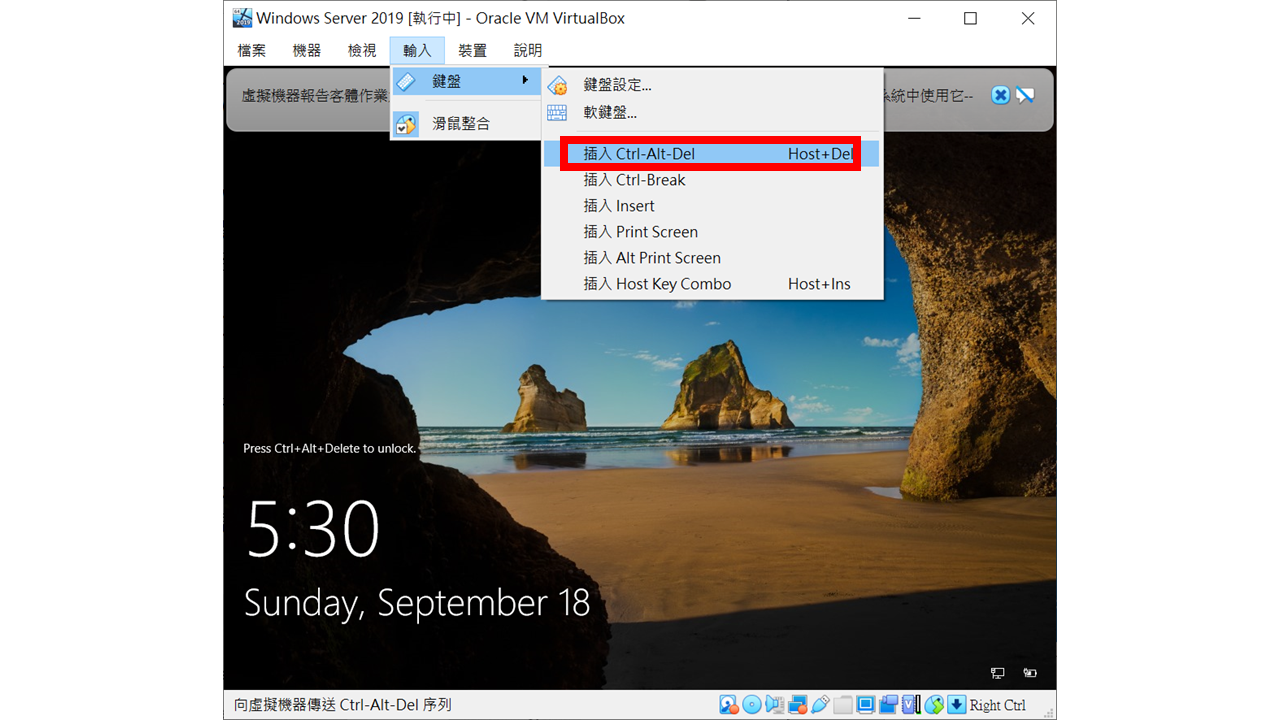 Windows Server 2019 [執行中] - Oracle VM VirtualBox
檔案 機器 檢視 輸入 裝置 說明
虛擬機器報告客體作業
系統中使用它--
鍵盤
滑鼠整合
鍵盤設定...
軟鍵盤...
插入 Ctrl-Alt-Del Host+Del
插入 Ctrl-Break
插入 Insert
插入 Print Screen
插入 Alt Print Screen
插入 Host Key Combo Host+Ins
Press Ctrl+Alt+Delete to unlock.
5:30
Sunday, September 18
向虛擬機器傳送 Ctrl-Alt-Del 序列
Right Ctrl